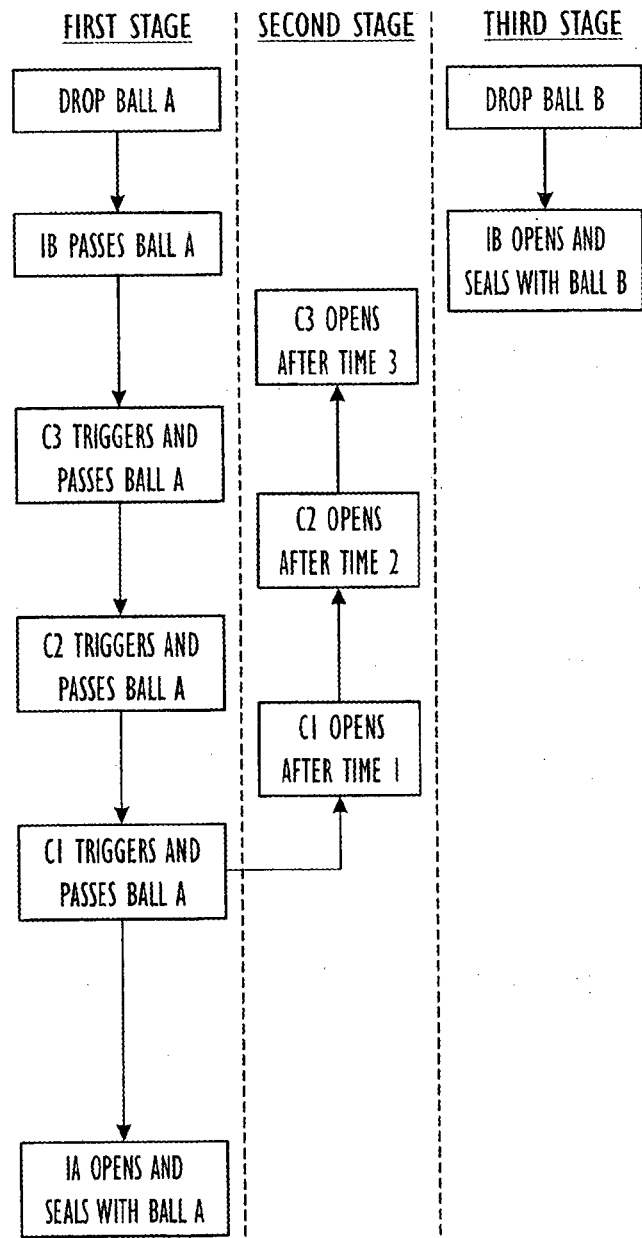 FIRST STAGE
DROP BALL A
IB PASSES BALL A
C3 TRIGGERS AND
PASSES BALL A
C2 TRIGGERS AND
PASSES BALL A
C1 TRIGGERS AND
PASSES BALL A
IA OPENS AND
SEALS WITH BALL A
SECOND STAGE
C3 OPENS
AFTER TIME 3
C2 OPENS
AFTER TIME 2
C1 OPENS
AFTER TIME 1
THIRD STAGE
DROP BALL B
IB OPENS AND
SEALS WITH BALL B